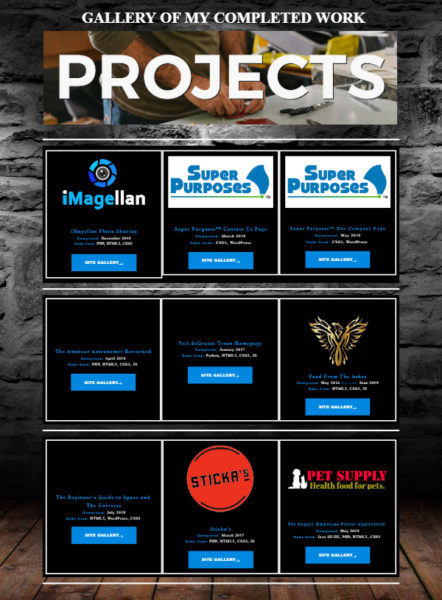 GALLERY OF MY COMPLETED WORK
PROJECTS
iMagellan
iMagellan Photo Sharing
Completed: December 2018
Code Used: PHP, HTML5, CSS3
SITE GALLERY
SUPER
PURPOSES
TM
Super Purposes™ Contact Us Page
Completed: March 2019
Code Used: CSS3, WordPress
SITE GALLERY
SUPER
PURPOSES
TM
Super Purposes™ Our Company Page
Completed: May 2019
Code Used: CSS3, WordPress
SITE GALLERY
The Amateur Astronomer Reworked
Completed: April 2018
Code Used: PHP, HTML5, CSS3, JS
SITE GALLERY
Neil deGrasse Tyson Homepage
Completed: January 2017
Code Used: Python, HTML5, CSS3, JS
SITE GALLERY
Food From The Ashes
Completed: May 2016 June 2019
Code Used: HTML5, CSS3, JS
SITE GALLERY
The Beginner's Guide to Space and
The Universe
Completed: July 2019
Code Used: HTML5, WordPress, CSS3
SITE GALLERY
STICKA'S
Sticka's
Completed: March 2017
Code Used: PHP, HTML5, CSS3, JS
SITE GALLERY
PET SUPPLY
Health food for pets.
Pet Supply Employee Portal Application
Completed: May 2019
Code Used: Java SE/EE, PHP, HTML5, CSS3
SITE GALLERY